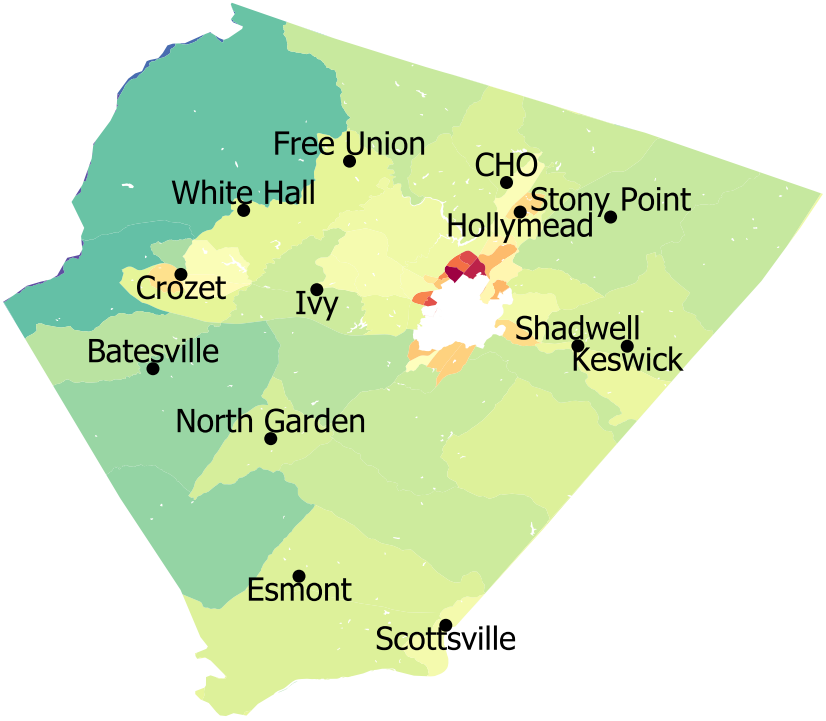 Free Union
CHO
White Hall
Stony Point
Hollymead
Crozet
Ivy
Shadwell
Batesville
Keswick
North Garden
Esmont
Scottsville